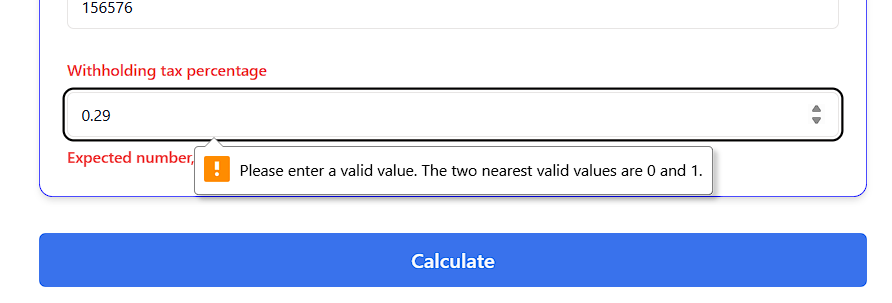 156576
Withholding tax percentage
0.29
Expected number,
Please enter a valid value. The two nearest valid values are 0 and 1.
Calculate